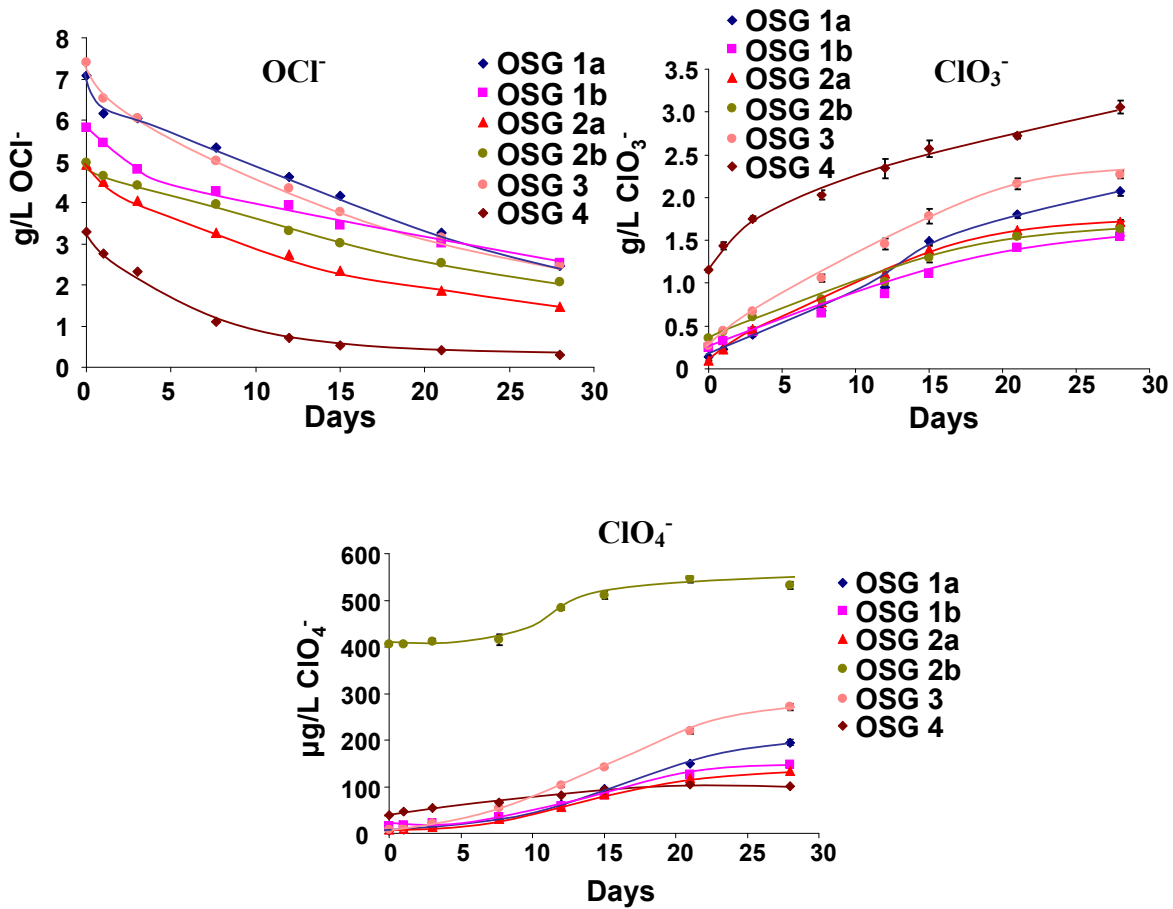 OCl⁻
8
7
6
5
4
3
2
1
0
g/L OCl⁻
0 5 10 15 20 25 30
Days
OSG 1a
OSG 1b
OSG 2a
OSG 2b
OSG 3
OSG 4
ClO₃⁻
OSG 1a
OSG 1b
OSG 2a
OSG 2b
OSG 3
OSG 4
3.5
3.0
2.5
2.0
1.5
1.0
0.5
0
g/L ClO₃⁻
0 5 10 15 20 25 30
Days
ClO₄⁻
600
500
400
300
200
100
0
µg/L ClO₄⁻
0 5 10 15 20 25 30
Days
OSG 1a
OSG 1b
OSG 2a
OSG 2b
OSG 3
OSG 4